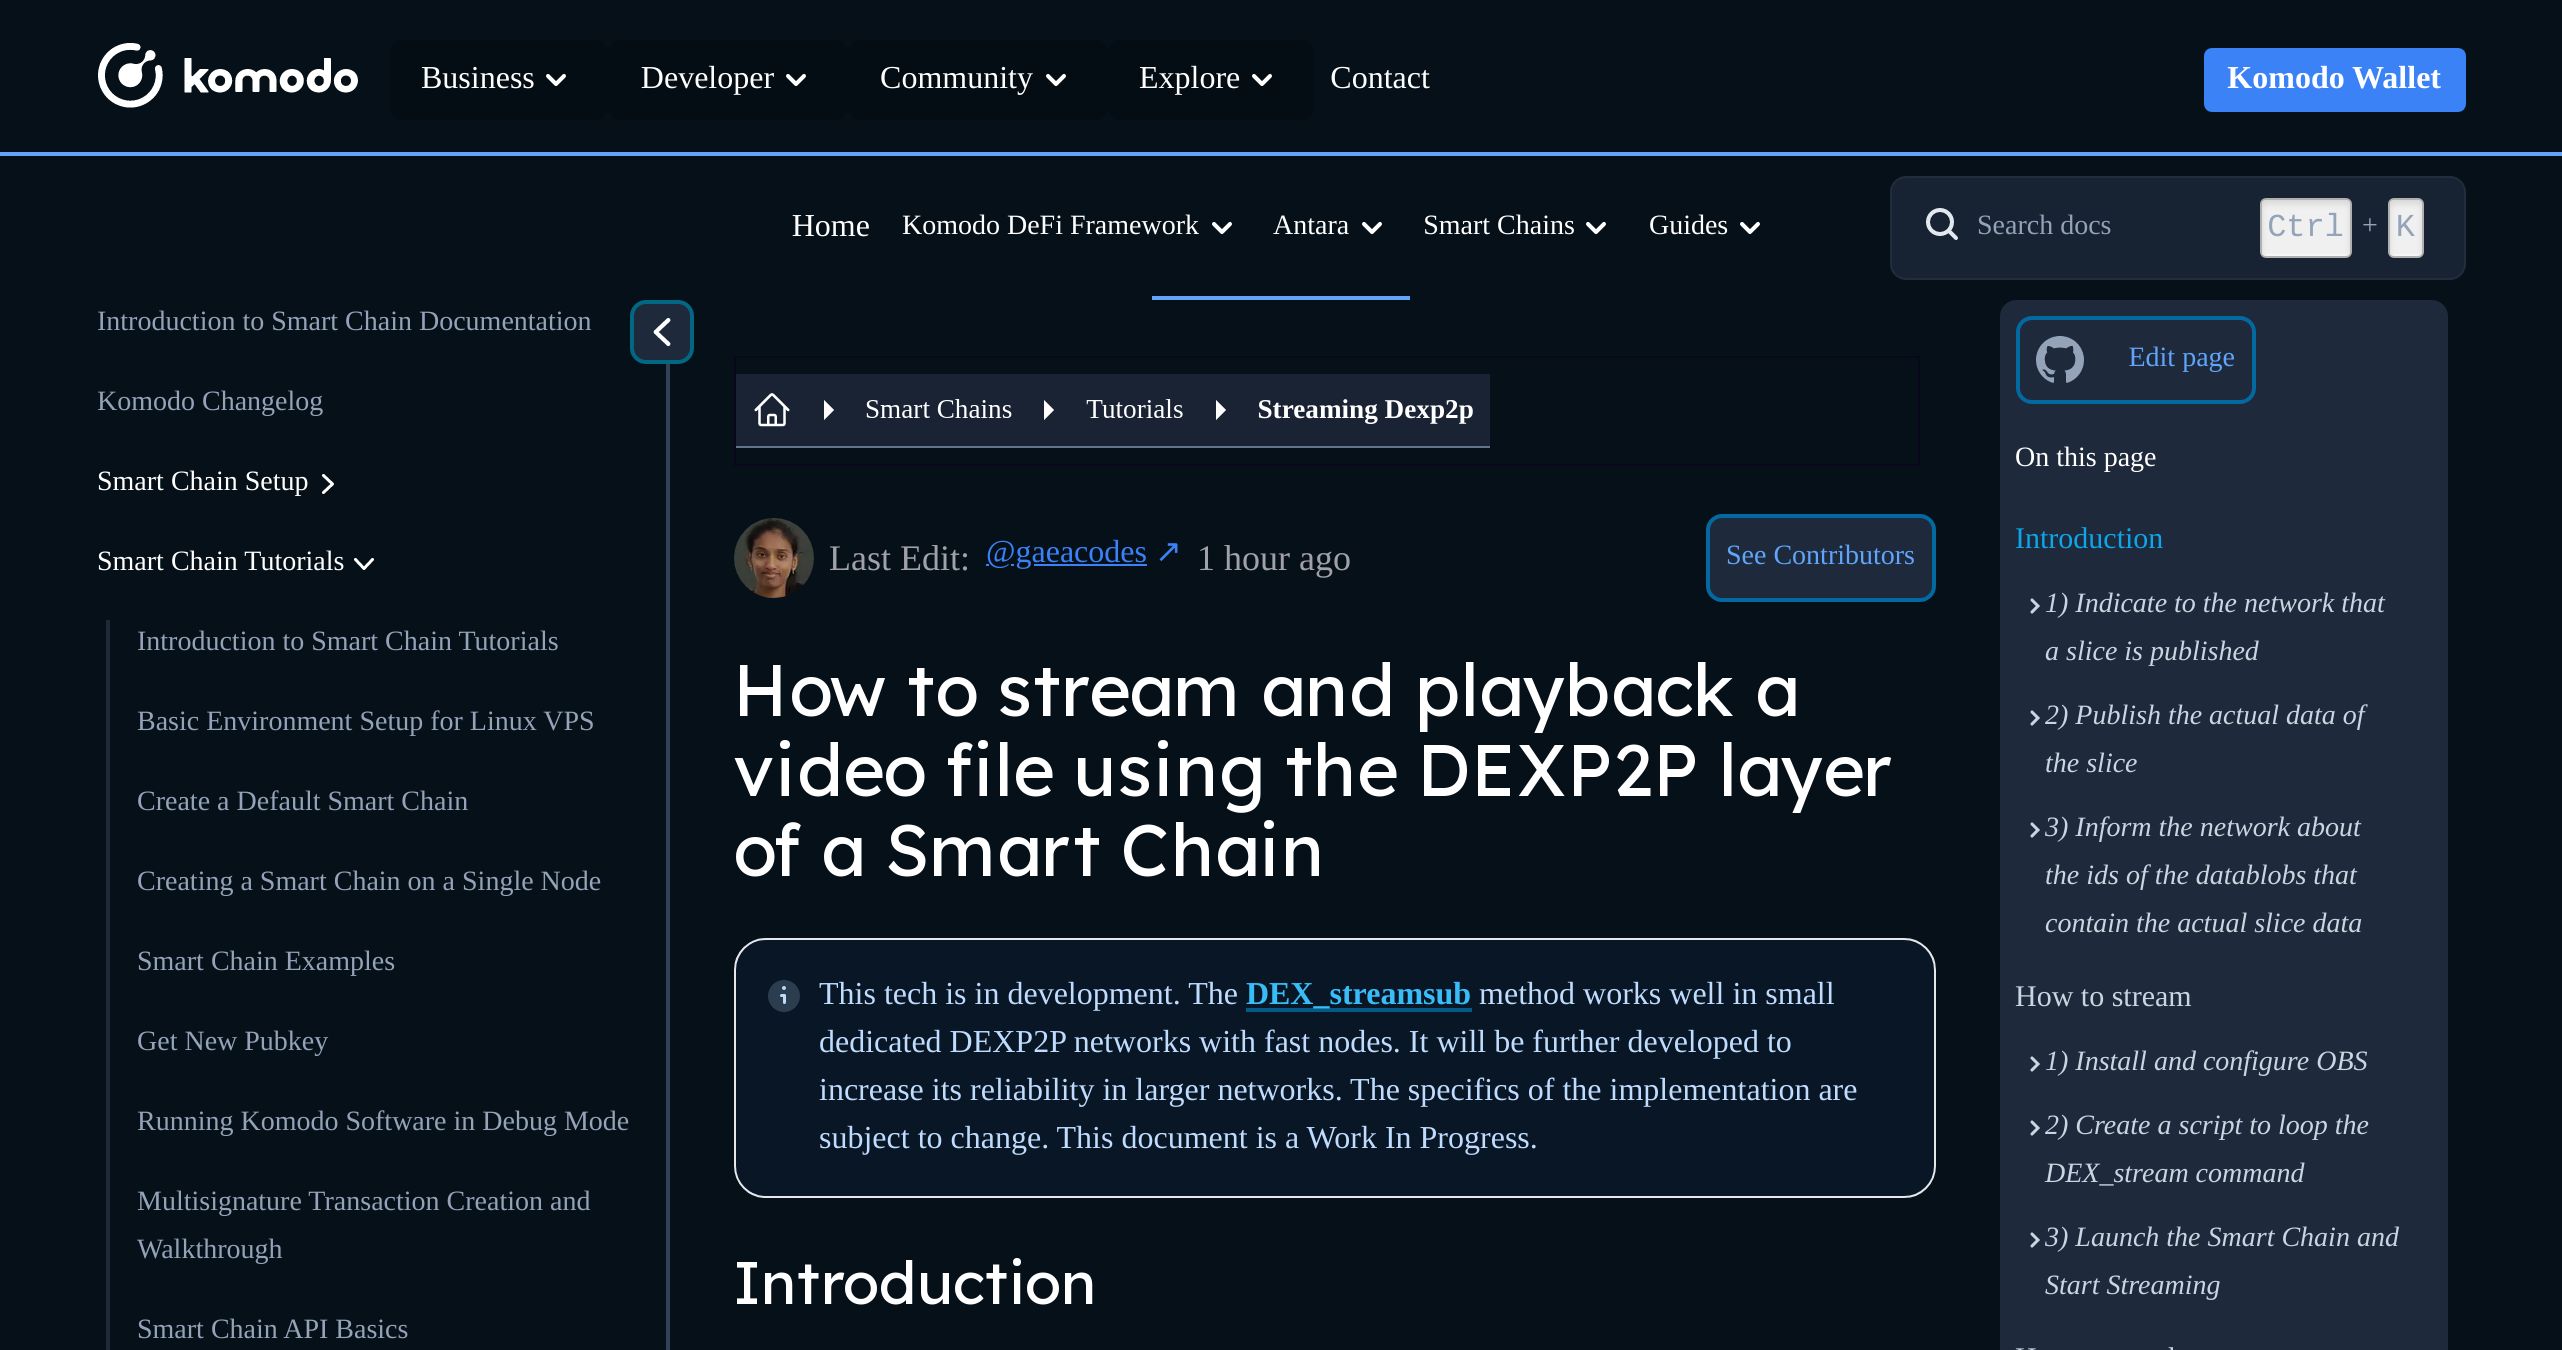 komodo Business Developer Community Explore Contact Komodo Wallet
Home Komodo DeFi Framework Antara Smart Chains Guides Search docs Ctrl + K
Introduction to Smart Chain Documentation
Komodo Changelog
Smart Chain Setup
Smart Chain Tutorials
Introduction to Smart Chain Tutorials
Basic Environment Setup for Linux VPS
Create a Default Smart Chain
Creating a Smart Chain on a Single Node
Smart Chain Examples
Get New Pubkey
Running Komodo Software in Debug Mode
Multisignature Transaction Creation and
Walkthrough
Smart Chain API Basics
Smart Chains Tutorials Streaming Dexp2p
Last Edit: @gaeacodes ↗ 1 hour ago See Contributors
How to stream and playback a
video file using the DEXP2P layer
of a Smart Chain
This tech is in development. The DEX_streamsub method works well in small
dedicated DEXP2P networks with fast nodes. It will be further developed to
increase its reliability in larger networks. The specifics of the implementation are
subject to change. This document is a Work In Progress.
Introduction
Edit page
On this page
Introduction
1) Indicate to the network that
a slice is published
2) Publish the actual data of
the slice
3) Inform the network about
the ids of the datablobs that
contain the actual slice data
How to stream
1) Install and configure OBS
2) Create a script to loop the
DEX_stream command
3) Launch the Smart Chain and
Start Streaming